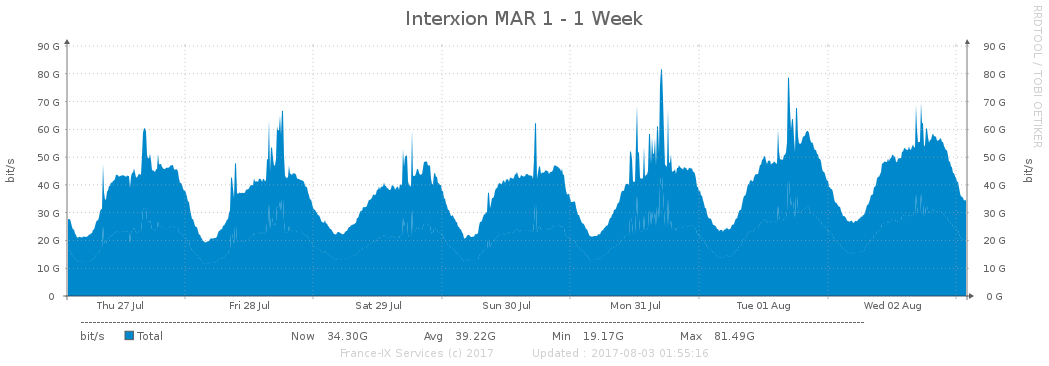 Interxion MAR 1 - 1 Week
RRDTOOL / TOBI OETIKER
bit/s
90 G 90 G
80 G 80 G
70 G 70 G
60 G 60 G
50 G 50 G
40 G 40 G
30 G 30 G
20 G 20 G
10 G 10 G
0 0 G
bit/s
Thu 27 Jul Fri 28 Jul Sat 29 Jul Sun 30 Jul Mon 31 Jul Tue 01 Aug Wed 02 Aug
bit/s Total Now 34.30G Avg 39.22G Min 19.17G Max 81.49G
France-IX Services (c) 2017 Updated : 2017-08-03 01:55:16